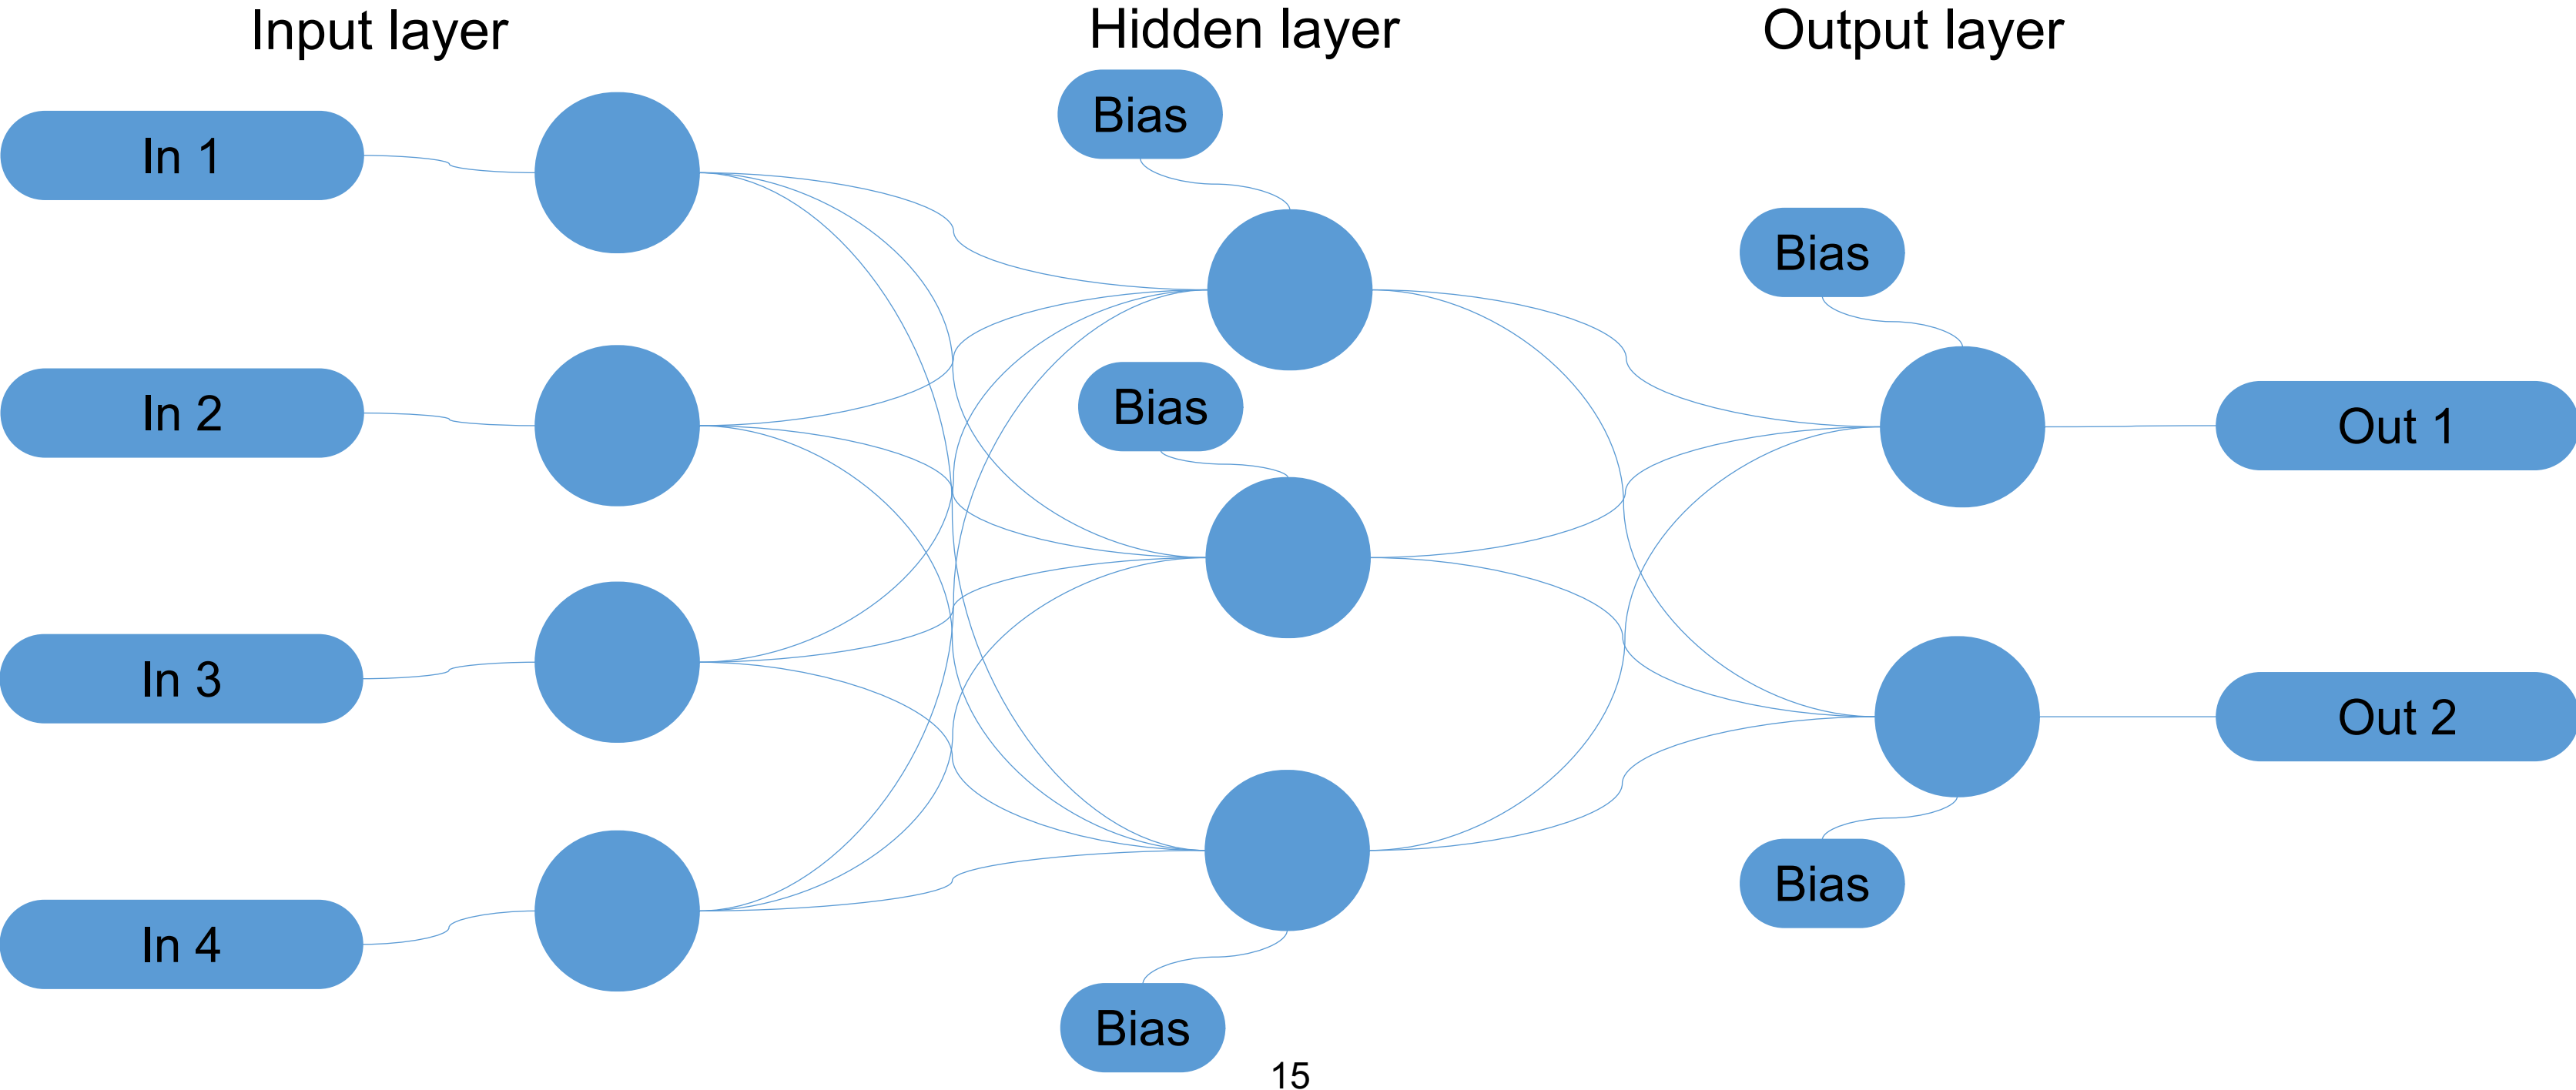 Input layer
Hidden layer
Output layer
Bias
In 1
Bias
Bias
In 2
Out 1
In 3
Out 2
Bias
In 4
Bias
15